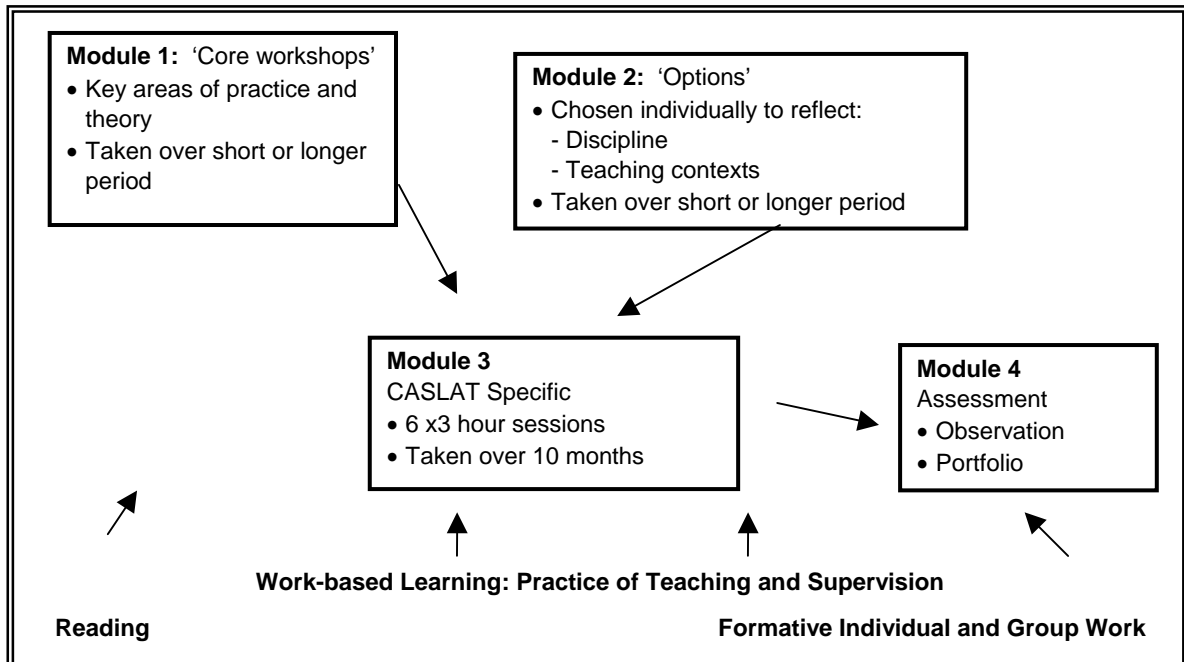 Module 1:  ‘Core workshops’
• Key areas of practice and
theory
• Taken over short or longer
period
Module 2:  ‘Options’
• Chosen individually to reflect:
- Discipline
- Teaching contexts
• Taken over short or longer period
Module 3
CASLAT Specific
• 6 x3 hour sessions
• Taken over 10 months
Module 4
Assessment
• Observation
• Portfolio
Work-based Learning: Practice of Teaching and Supervision
Reading
Formative Individual and Group Work